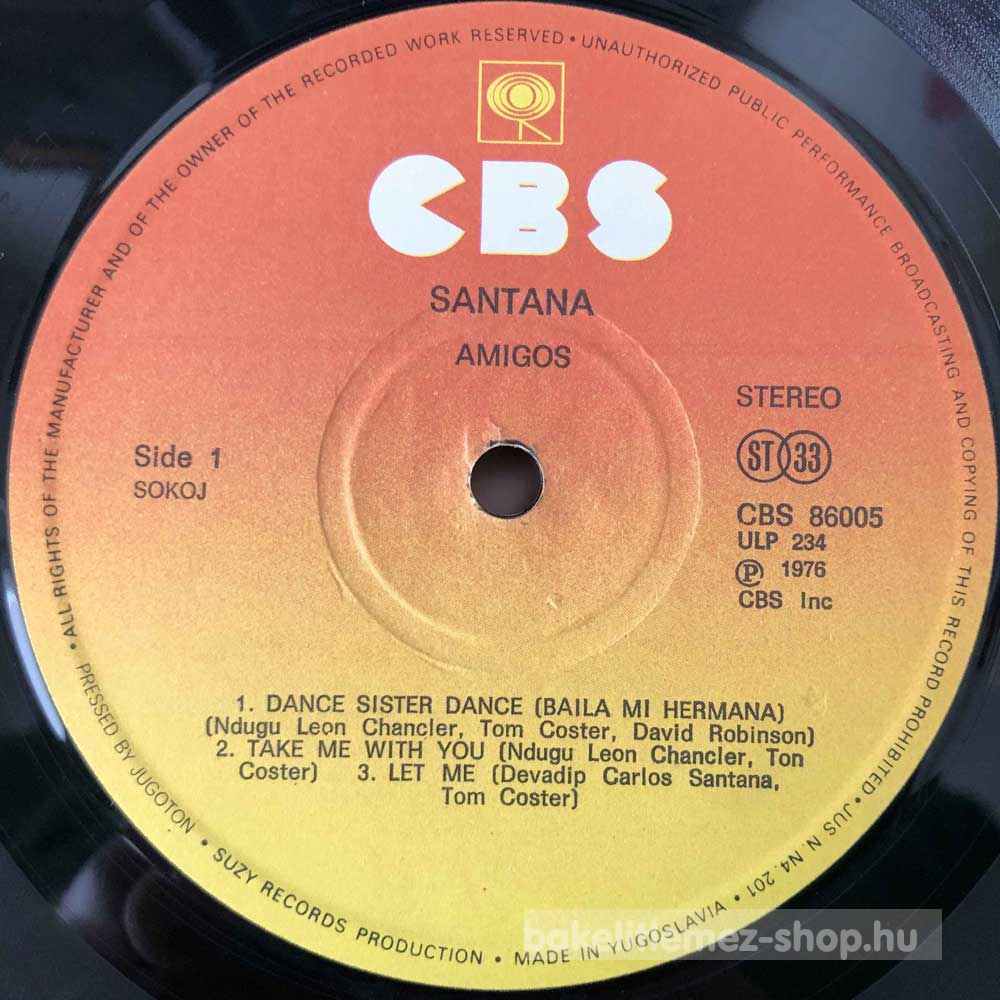 • ALL RIGHTS OF THE MANUFACTURER AND OF THE OWNER OF THE RECORDED WORK RESERVED • UNAUTHORIZED PUBLIC PERFORMANCE BROADCASTING AND COPYING OF THIS RECORD PROHIBITED • JUS N. N4. 201 •
CBS
SANTANA
AMIGOS
STEREO
Side 1
SOKOJ
ST 33
CBS 86005
ULP 234
Ⓟ 1976
CBS Inc
1. DANCE SISTER DANCE (BAILA MI HERMANA)
(Ndugu Leon Chancler, Tom Coster, David Robinson)
2. TAKE ME WITH YOU (Ndugu Leon Chancler, Ton
Coster) 3. LET ME (Devadip Carlos Santana,
Tom Coster)
PRESSED BY JUGOTON • SUZY RECORDS PRODUCTION • MADE IN YUGOSLAVIA
bakelitlemez-shop.hu